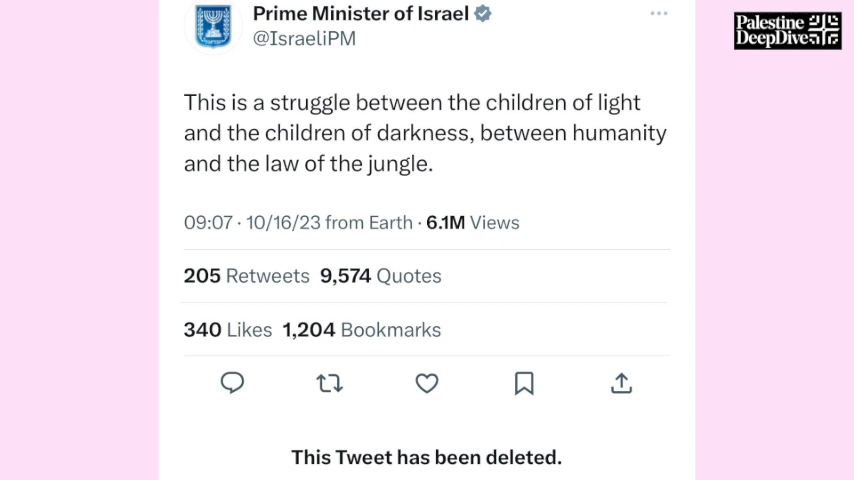 Prime Minister of Israel
@IsraeliPM
Palestine
DeepDive
This is a struggle between the children of light
and the children of darkness, between humanity
and the law of the jungle.
09:07 · 10/16/23 from Earth · 6.1M Views
205 Retweets 9,574 Quotes
340 Likes 1,204 Bookmarks
This Tweet has been deleted.